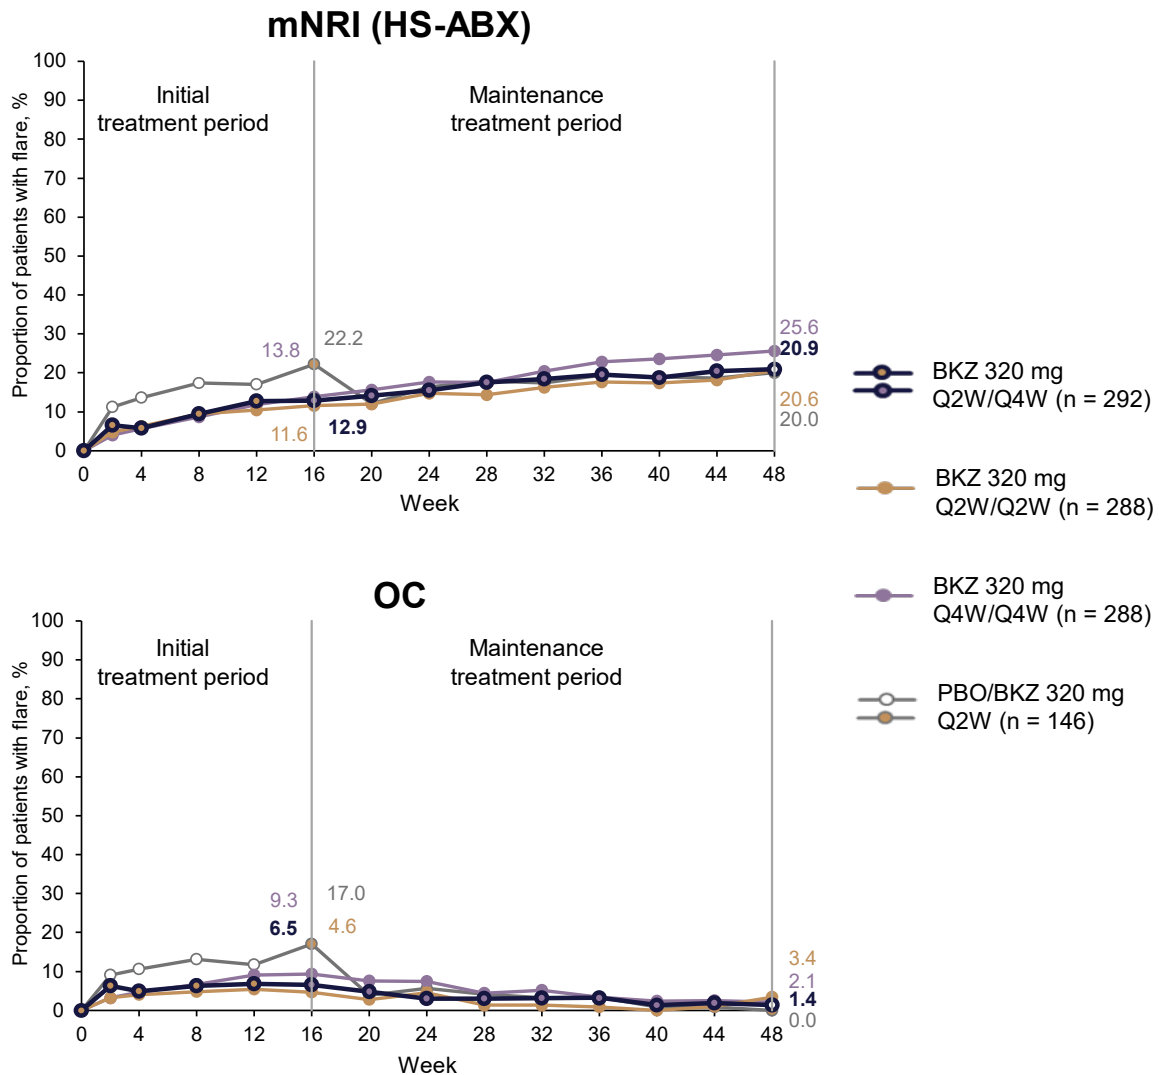 mNRI (HS-ABX)
Proportion of patients with flare, %
100
90
80
70
60
50
40
30
20
10
0
Initial
treatment period
Maintenance
treatment period
13.8
22.2
11.6
12.9
25.6
20.9
20.6
20.0
0 4 8 12 16 20 24 28 32 36 40 44 48
Week
BKZ 320 mg
Q2W/Q4W (n = 292)
BKZ 320 mg
Q2W/Q2W (n = 288)
BKZ 320 mg
Q4W/Q4W (n = 288)
PBO/BKZ 320 mg
Q2W (n = 146)
OC
Proportion of patients with flare, %
100
90
80
70
60
50
40
30
20
10
0
Initial
treatment period
Maintenance
treatment period
9.3
17.0
6.5
4.6
3.4
2.1
1.4
0.0
0 4 8 12 16 20 24 28 32 36 40 44 48
Week